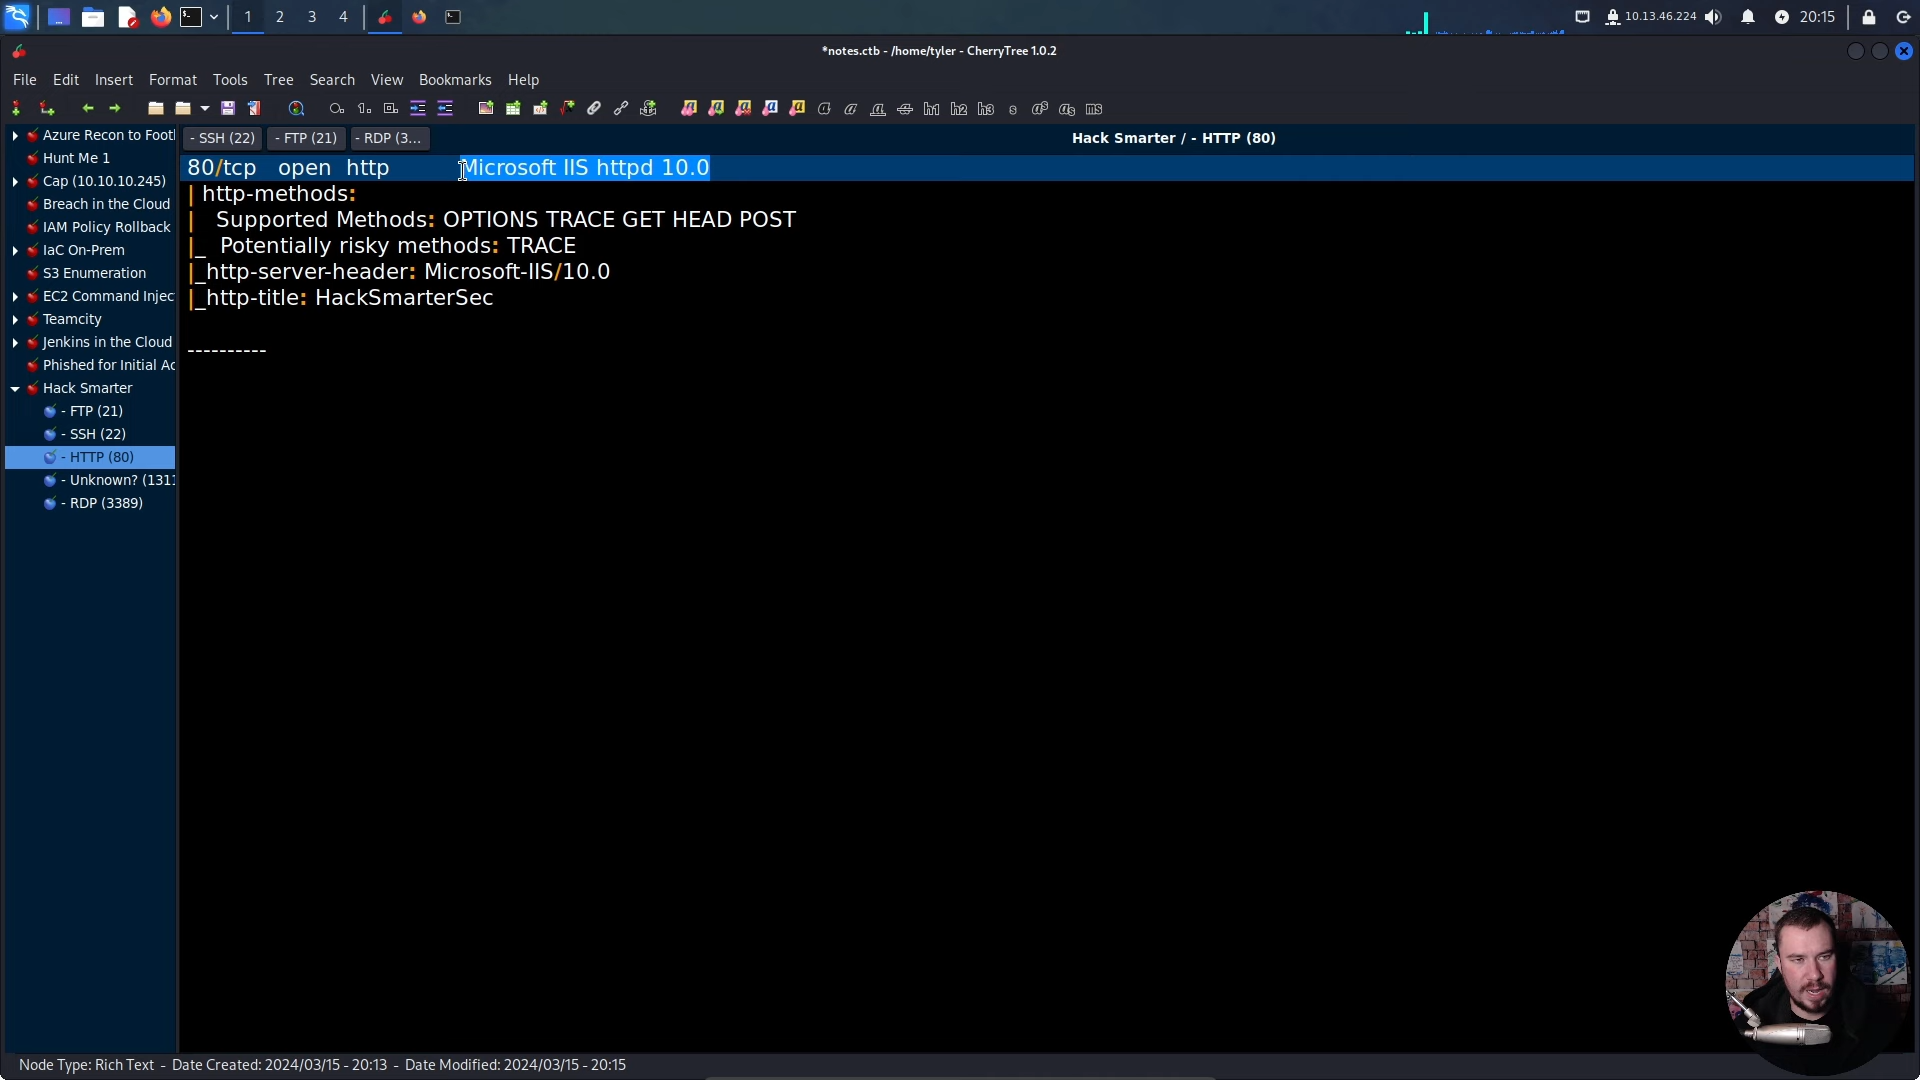 1 2 3 4 10.13.46.224 20:15
*notes.ctb - /home/tyler - CherryTree 1.0.2
File Edit Insert Format Tools Tree Search View Bookmarks Help
- SSH (22) - FTP (21) - RDP (3... Hack Smarter / - HTTP (80)
Azure Recon to Foot
Hunt Me 1
Cap (10.10.10.245)
Breach in the Cloud
IAM Policy Rollback
IaC On-Prem
S3 Enumeration
EC2 Command Injec
Teamcity
Jenkins in the Cloud
Phished for Initial Ac
Hack Smarter
- FTP (21)
- SSH (22)
- HTTP (80)
- Unknown? (1311
- RDP (3389)
80/tcp open http Microsoft IIS httpd 10.0
| http-methods:
| Supported Methods: OPTIONS TRACE GET HEAD POST
|_ Potentially risky methods: TRACE
|_http-server-header: Microsoft-IIS/10.0
|_http-title: HackSmarterSec
----------
Node Type: Rich Text - Date Created: 2024/03/15 - 20:13 - Date Modified: 2024/03/15 - 20:15